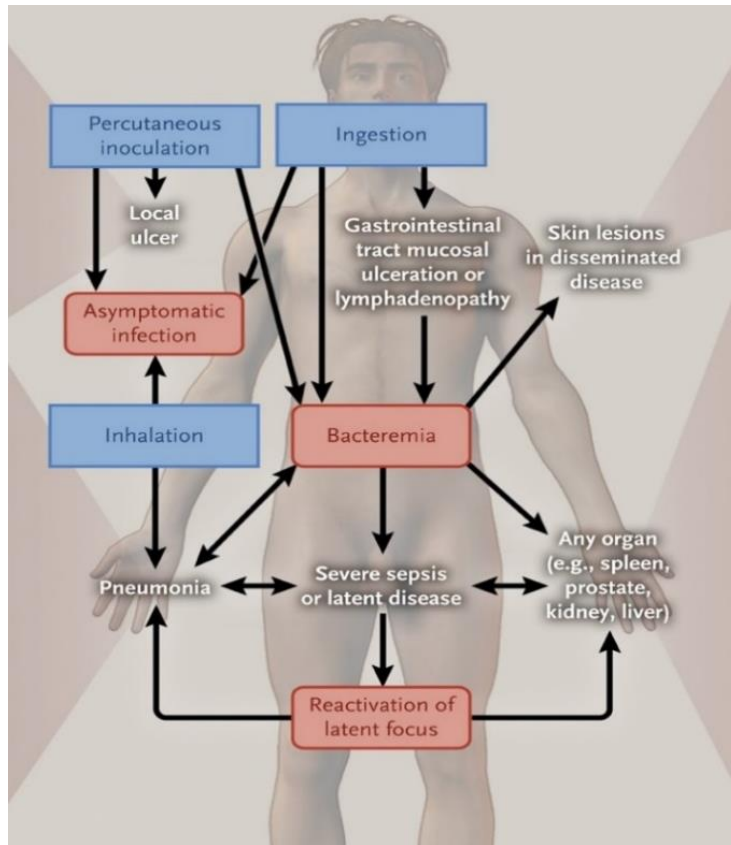 Percutaneous
inoculation
Ingestion
Local
ulcer
Gastrointestinal
tract mucosal
ulceration or
lymphadenopathy
Skin lesions
in disseminated
disease
Asymptomatic
infection
Inhalation
Bacteremia
Pneumonia
Severe sepsis
or latent disease
Any organ
(e.g., spleen,
prostate,
kidney, liver)
Reactivation of
latent focus